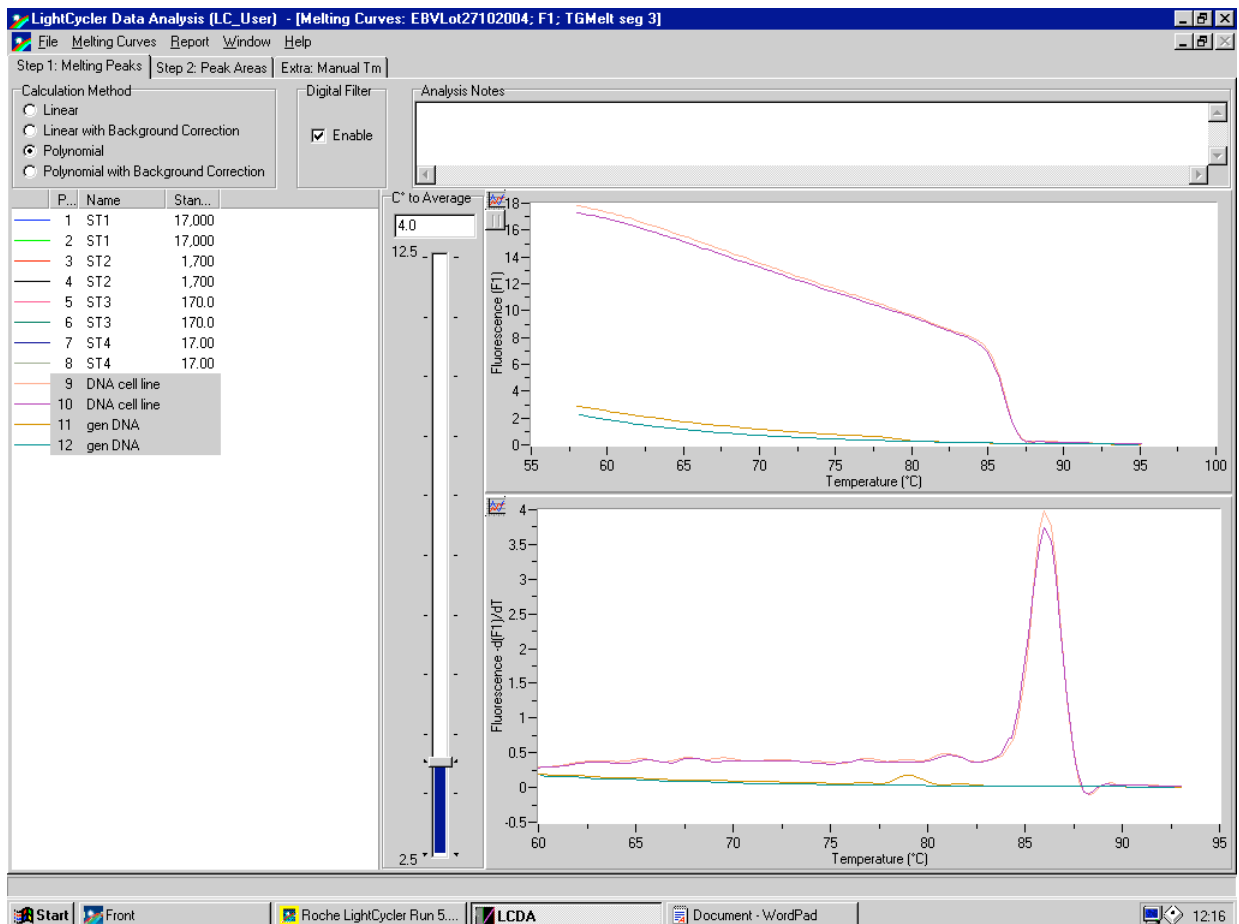 LightCycler Data Analysis (LC_User) - [Melting Curves: EBVLot27102004; F1; TGMelt seg 3]
File Melting Curves Report Window Help
Step 1: Melting Peaks Step 2: Peak Areas Extra: Manual Tm
Calculation Method Digital Filter Analysis Notes
Linear
Linear with Background Correction Enable
Polynomial
Polynomial with Background Correction
P... Name Stan...
1 ST1 17,000
2 ST1 17,000
3 ST2 1,700
4 ST2 1,700
5 ST3 170.0
6 ST3 170.0
7 ST4 17.00
8 ST4 17.00
9 DNA cell line
10 DNA cell line
11 gen DNA
12 gen DNA
C° to Average
4.0
12.5
2.5
Fluorescence (F1)
18
16
14
12
10
8
6
4
2
0
55 60 65 70 75 80 85 90 95 100
Temperature (°C)
Fluorescence -d(F1)/dT
4
3.5
3
2.5
2
1.5
1
0.5
0
-0.5
60 65 70 75 80 85 90 95
Temperature (°C)
Start Front Roche LightCycler Run 5.... LCDA Document - WordPad 12:16